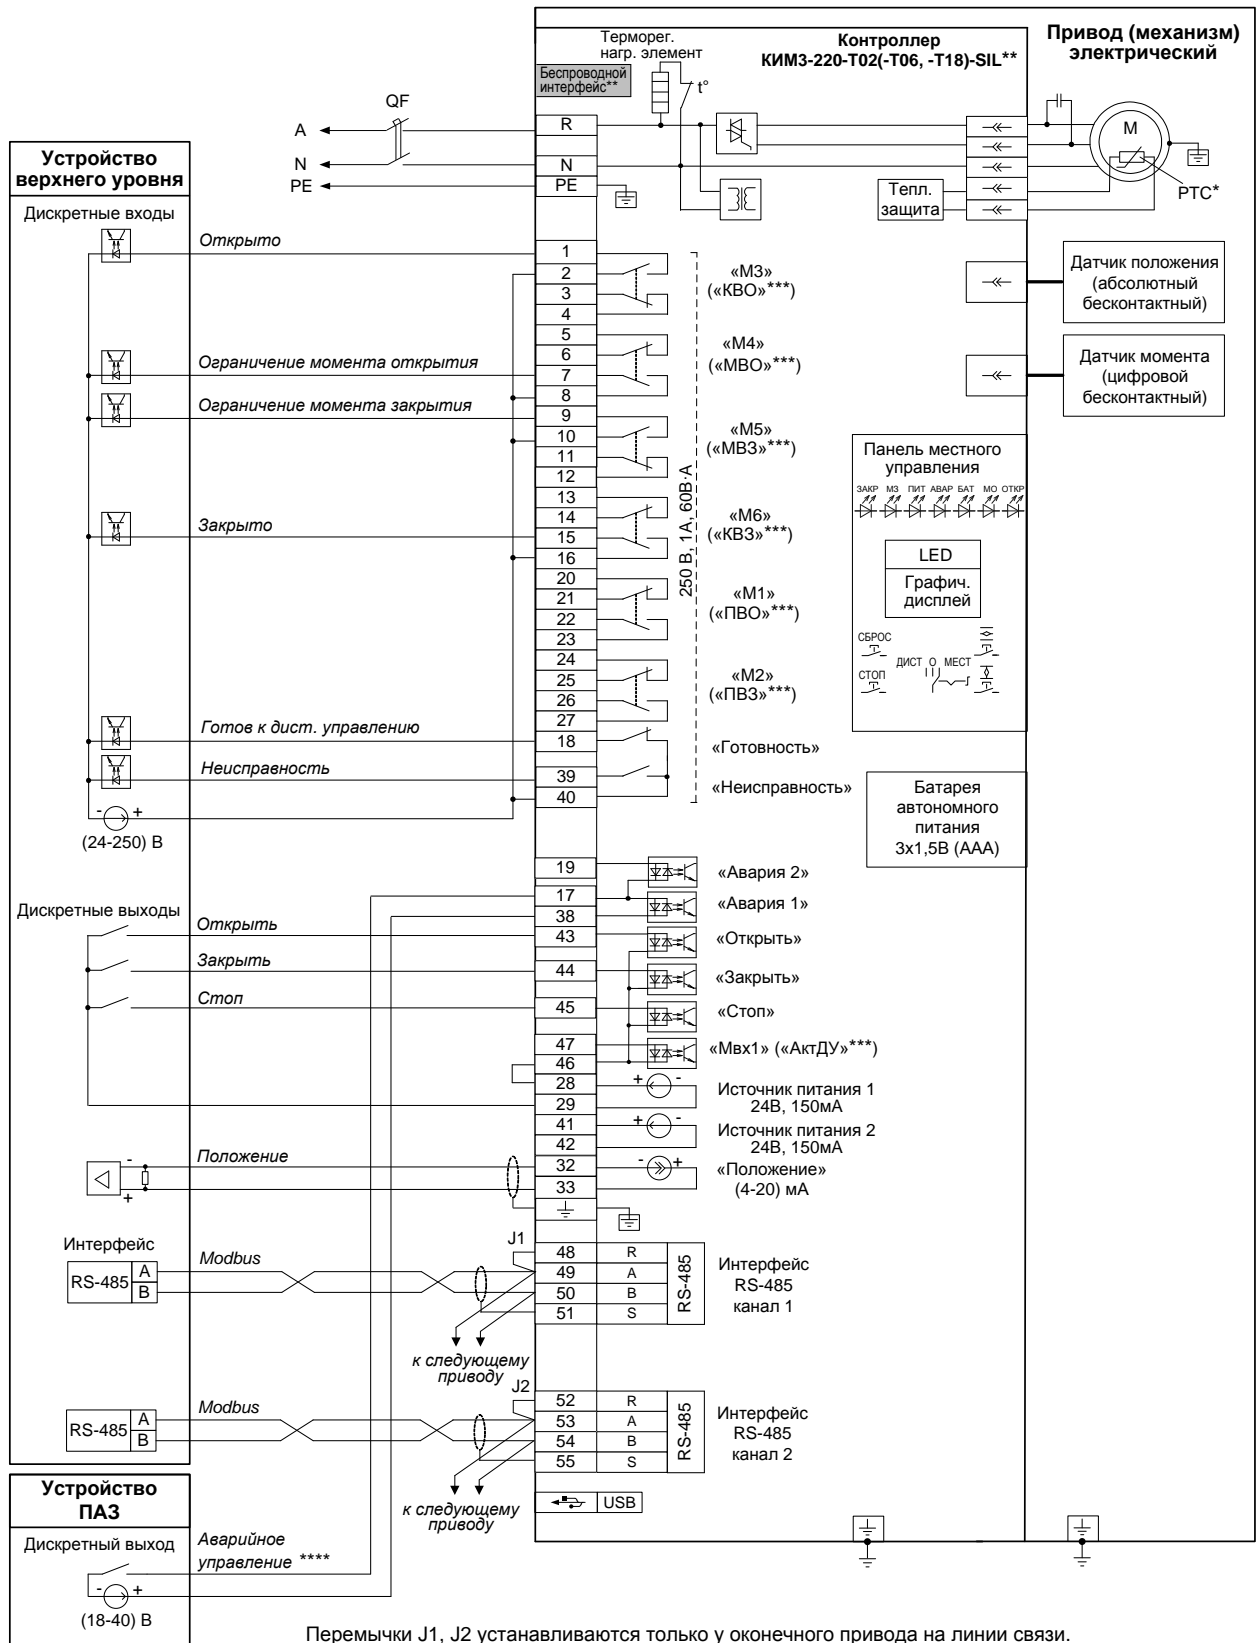 Привод (механизм)
электрический
Контроллер
КИМ3-220-Т02(-Т06, -Т18)-SIL**
Терморег.
нагр. элемент
Беспроводной
интерфейс**
t°
QF
A
N
PE
R
N
PE
M
PTC*
Тепл.
защита
Устройство
верхнего уровня
Дискретные входы
Открыто
1
2
3
4
«М3»
(«КВО»***)
Датчик положения
(абсолютный
бесконтактный)
Ограничение момента открытия
5
6
7
8
«М4»
(«МВО»***)
Датчик момента
(цифровой
бесконтактный)
Ограничение момента закрытия
9
10
11
12
«М5»
(«МВЗ»***)
250 В, 1А, 60В·А
Панель местного
управления
ЗАКР МЗ ПИТ АВАР БАТ МО ОТКР
LED
Графич.
дисплей
СБРОС
СТОП
ДИСТ О МЕСТ
Закрыто
13
14
15
16
«М6»
(«КВЗ»***)
20
21
22
23
«М1»
(«ПВО»***)
24
25
26
27
«М2»
(«ПВЗ»***)
Готов к дист. управлению
18
«Готовность»
Неисправность
39
40
«Неисправность»
- +
(24-250) В
Батарея
автономного
питания
3х1,5В (ААА)
19
«Авария 2»
17
38
«Авария 1»
Дискретные выходы
Открыть
43
«Открыть»
Закрыть
44
«Закрыть»
Стоп
45
«Стоп»
47
46
«Мвх1» («АктДУ»***)
28
29
+ -
Источник питания 1
24В, 150мА
41
42
+ -
Источник питания 2
24В, 150мА
Положение
-
+
32
33
- +
«Положение»
(4-20) мА
Интерфейс
RS-485
A
B
Modbus
J1
48 R
49 A
50 B
51 S
RS-485
Интерфейс
RS-485
канал 1
к следующему
приводу
RS-485
A
B
Modbus
J2
52 R
53 A
54 B
55 S
RS-485
Интерфейс
RS-485
канал 2
к следующему
приводу
USB
Устройство
ПАЗ
Дискретный выход
Аварийное
управление ****
- +
(18-40) В
Перемычки J1, J2 устанавливаются только у оконечного привода на линии связи.